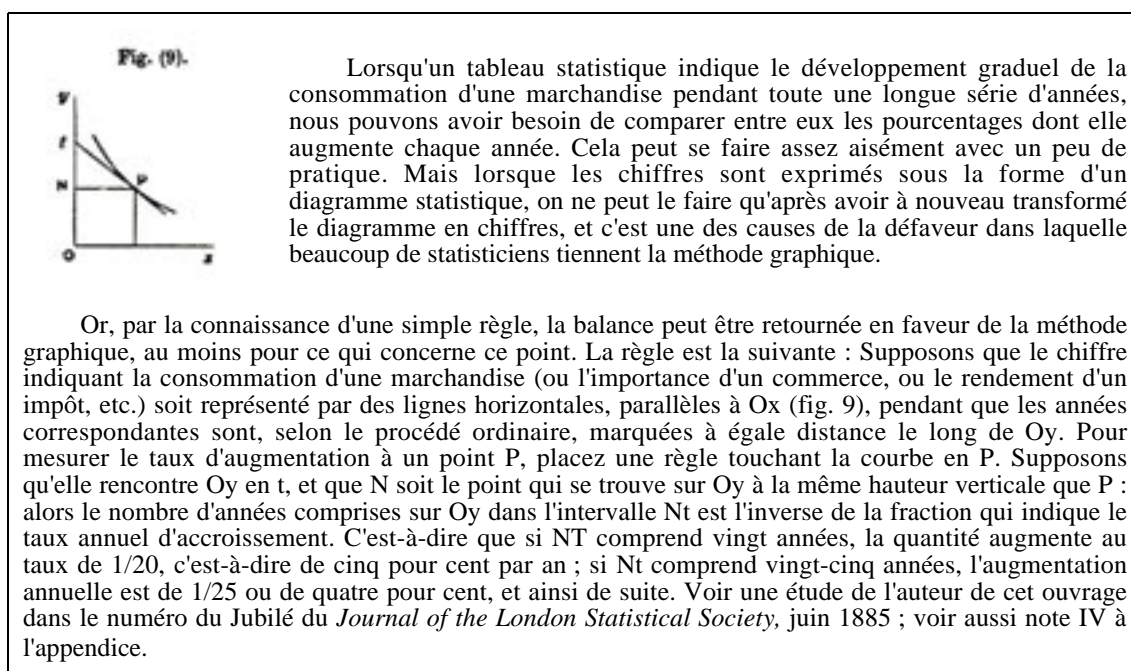 Fig. (9).
y
t
N
P
O
x
Lorsqu'un tableau statistique indique le développement graduel de la
consommation d'une marchandise pendant toute une longue série d'années,
nous pouvons avoir besoin de comparer entre eux les pourcentages dont elle
augmente chaque année. Cela peut se faire assez aisément avec un peu de
pratique. Mais lorsque les chiffres sont exprimés sous la forme d'un
diagramme statistique, on ne peut le faire qu'après avoir à nouveau transformé
le diagramme en chiffres, et c'est une des causes de la défaveur dans laquelle
beaucoup de statisticiens tiennent la méthode graphique.
Or, par la connaissance d'une simple règle, la balance peut être retournée en faveur de la méthode
graphique, au moins pour ce qui concerne ce point. La règle est la suivante : Supposons que le chiffre
indiquant la consommation d'une marchandise (ou l'importance d'un commerce, ou le rendement d'un
impôt, etc.) soit représenté par des lignes horizontales, parallèles à Ox (fig. 9), pendant que les années
correspondantes sont, selon le procédé ordinaire, marquées à égale distance le long de Oy. Pour
mesurer le taux d'augmentation à un point P, placez une règle touchant la courbe en P. Supposons
qu'elle rencontre Oy en t, et que N soit le point qui se trouve sur Oy à la même hauteur verticale que P :
alors le nombre d'années comprises sur Oy dans l'intervalle Nt est l'inverse de la fraction qui indique le
taux annuel d'accroissement. C'est-à-dire que si NT comprend vingt années, la quantité augmente au
taux de 1/20, c'est-à-dire de cinq pour cent par an ; si Nt comprend vingt-cinq années, l'augmentation
annuelle est de 1/25 ou de quatre pour cent, et ainsi de suite. Voir une étude de l'auteur de cet ouvrage
dans le numéro du Jubilé du Journal of the London Statistical Society, juin 1885 ; voir aussi note IV à
l'appendice.